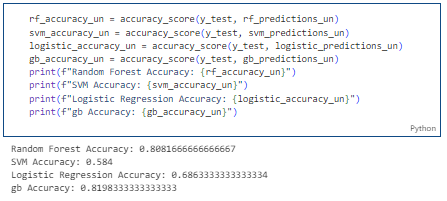 rf_accuracy_un = accuracy_score(y_test, rf_predictions_un)
svm_accuracy_un = accuracy_score(y_test, svm_predictions_un)
logistic_accuracy_un = accuracy_score(y_test, logistic_predictions_un)
gb_accuracy_un = accuracy_score(y_test, gb_predictions_un)
print(f"Random Forest Accuracy: {rf_accuracy_un}")
print(f"SVM Accuracy: {svm_accuracy_un}")
print(f"Logistic Regression Accuracy: {logistic_accuracy_un}")
print(f"gb Accuracy: {gb_accuracy_un}")
Python
Random Forest Accuracy: 0.8081666666666667
SVM Accuracy: 0.584
Logistic Regression Accuracy: 0.6863333333333334
gb Accuracy: 0.8198333333333333